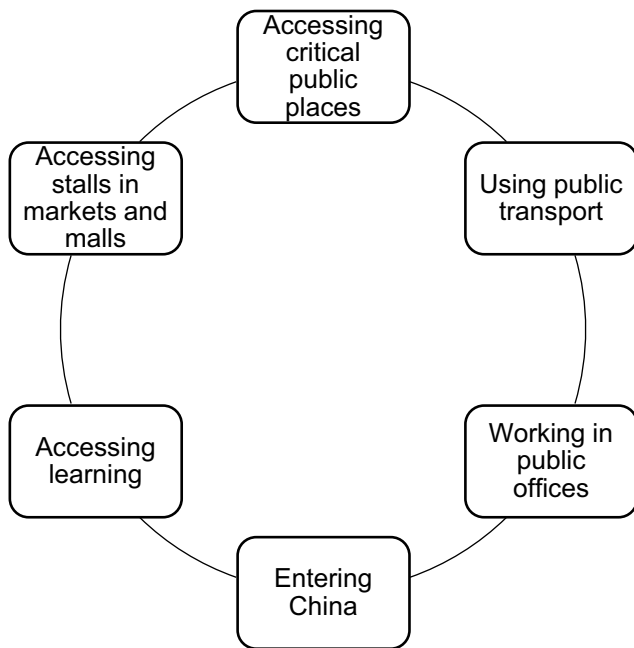 Accessing
critical
public
places
Using public
transport
Working in
public
offices
Entering
China
Accessing
learning
Accessing
stalls in
markets and
malls